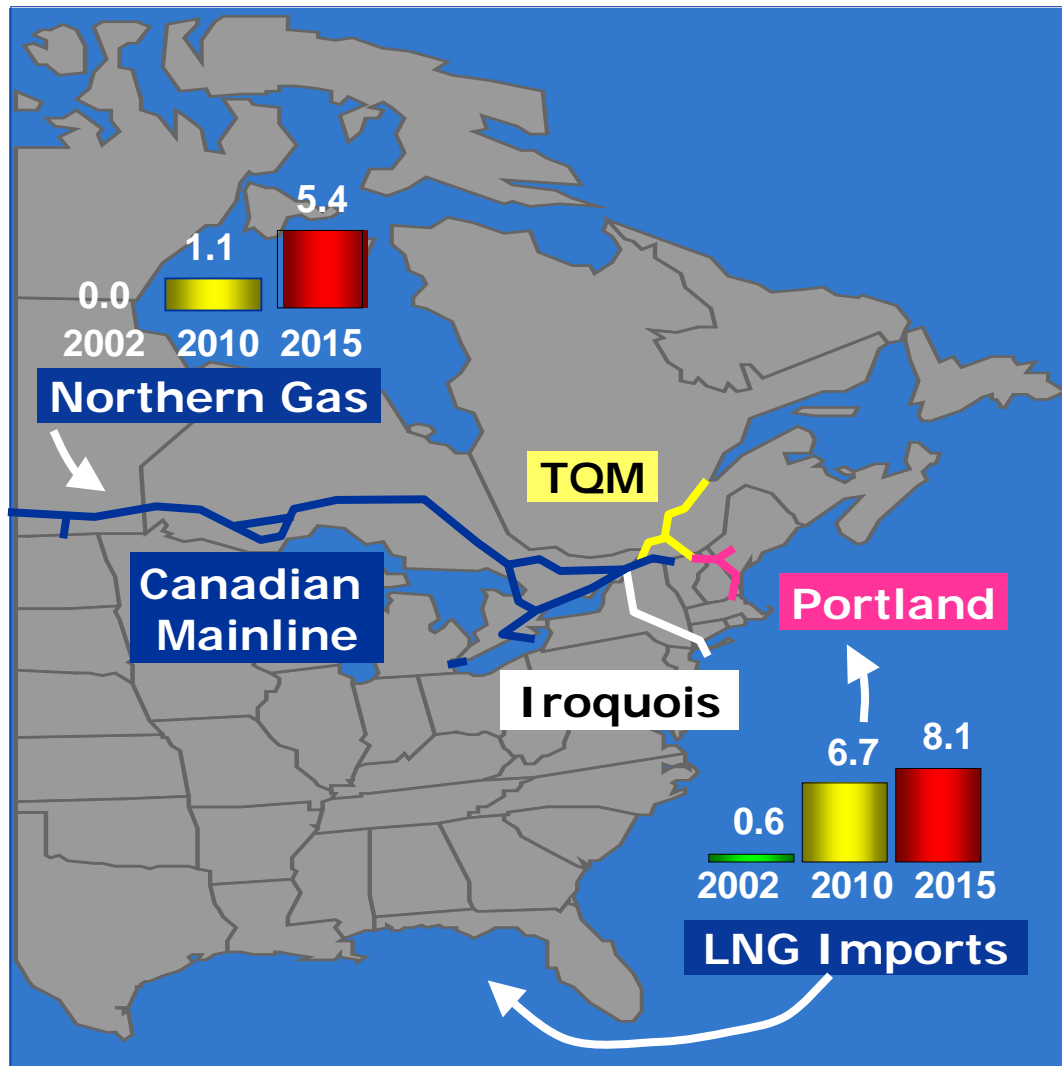 5.4
1.1
0.0
2002 2010 2015
Northern Gas
TQM
Canadian
Mainline
Portland
Iroquois
8.1
6.7
0.6
2002 2010 2015
LNG Imports